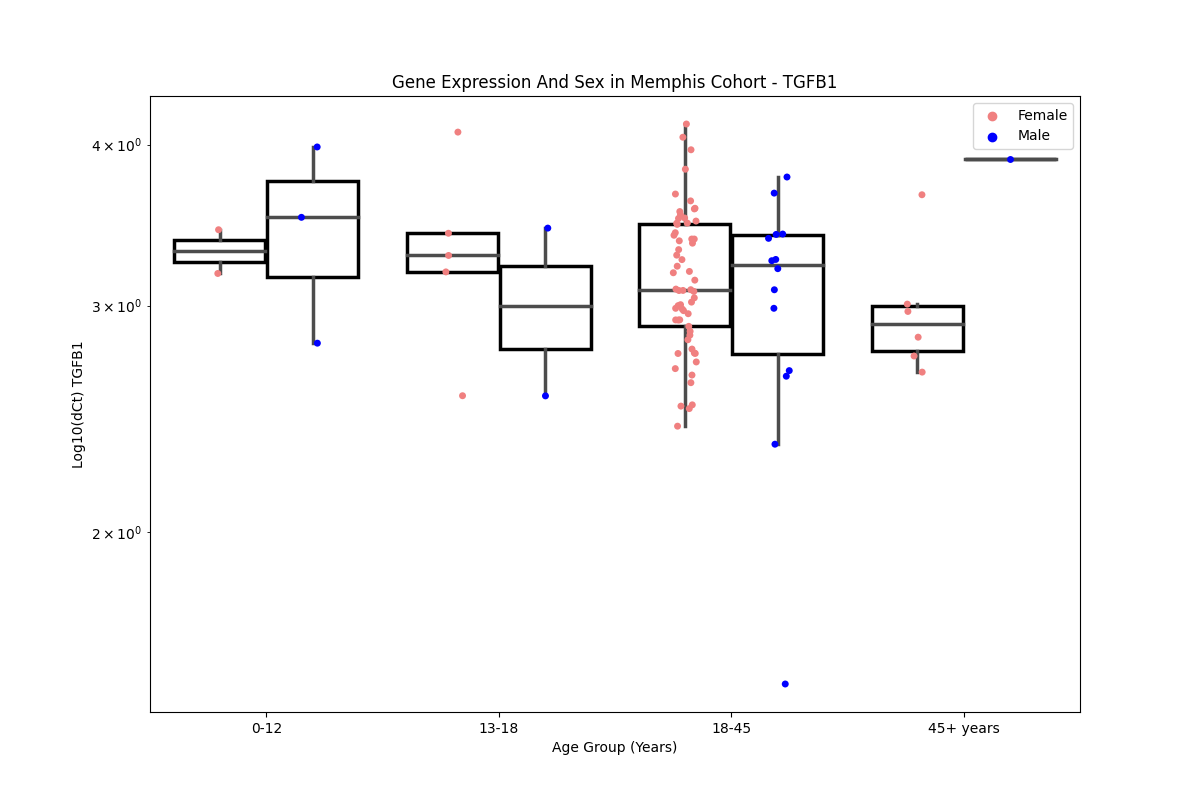 Gene Expression And Sex in Memphis Cohort - TGFB1
Female
Male
4 × 10⁰
3 × 10⁰
2 × 10⁰
Log10(dCt) TGFB1
0-12
13-18
18-45
45+ years
Age Group (Years)